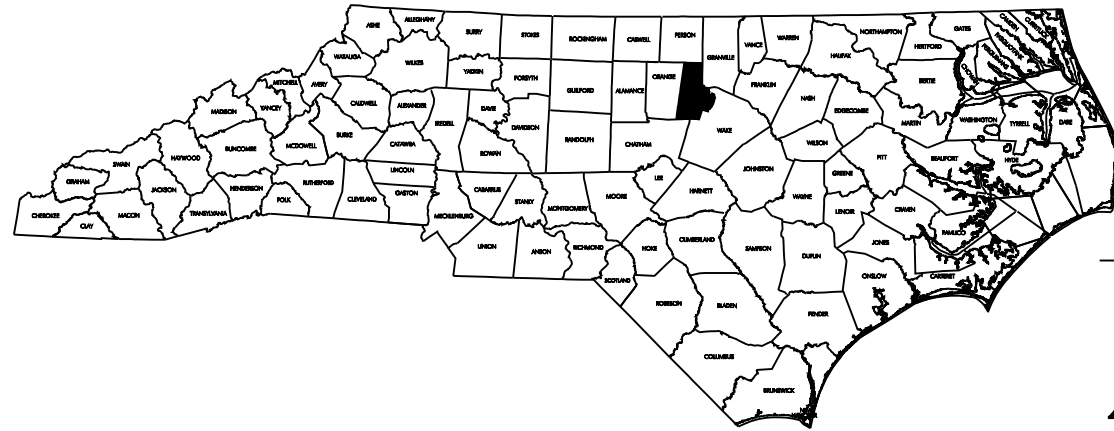 ASHE
ALLEGHANY
SURRY
STOKES
ROCKINGHAM
CASWELL
PERSON
GRANVILLE
VANCE
WARREN
NORTHAMPTON
GATES
CAMDEN
CURRITUCK
HERTFORD
HALIFAX
WATAUGA
WILKES
YADKIN
FORSYTH
GUILFORD
ALAMANCE
ORANGE
FRANKLIN
NASH
BERTIE
EDGECOMBE
MARTIN
WASHINGTON
TYRRELL
DARE
MITCHELL
AVERY
CALDWELL
ALEXANDER
IREDELL
DAVIE
DAVIDSON
RANDOLPH
CHATHAM
WAKE
WILSON
PITT
BEAUFORT
HYDE
MADISON
YANCEY
BURKE
CATAWBA
ROWAN
JOHNSTON
GREENE
SWAIN
HAYWOOD
BUNCOMBE
MCDOWELL
LINCOLN
LEE
HARNETT
WAYNE
GRAHAM
JACKSON
HENDERSON
RUTHERFORD
CLEVELAND
GASTON
CABARRUS
STANLY
MONTGOMERY
MOORE
LENOIR
CRAVEN
PAMLICO
CHEROKEE
CLAY
MACON
TRANSYLVANIA
POLK
MECKLENBURG
UNION
ANSON
RICHMOND
HOKE
CUMBERLAND
SAMPSON
DUPLIN
JONES
ONSLOW
CARTERET
SCOTLAND
ROBESON
BLADEN
PENDER
COLUMBUS
BRUNSWICK